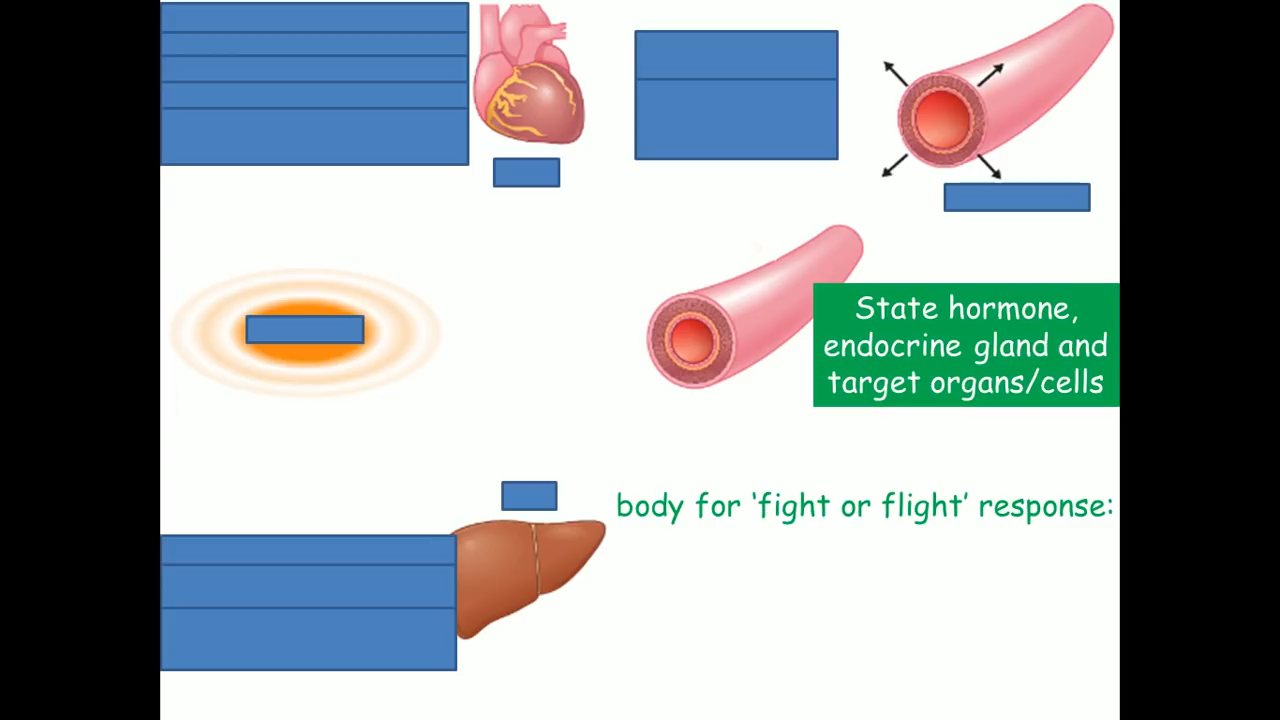 State hormone,
endocrine gland and
target organs/cells
body for ‘fight or flight’ response: